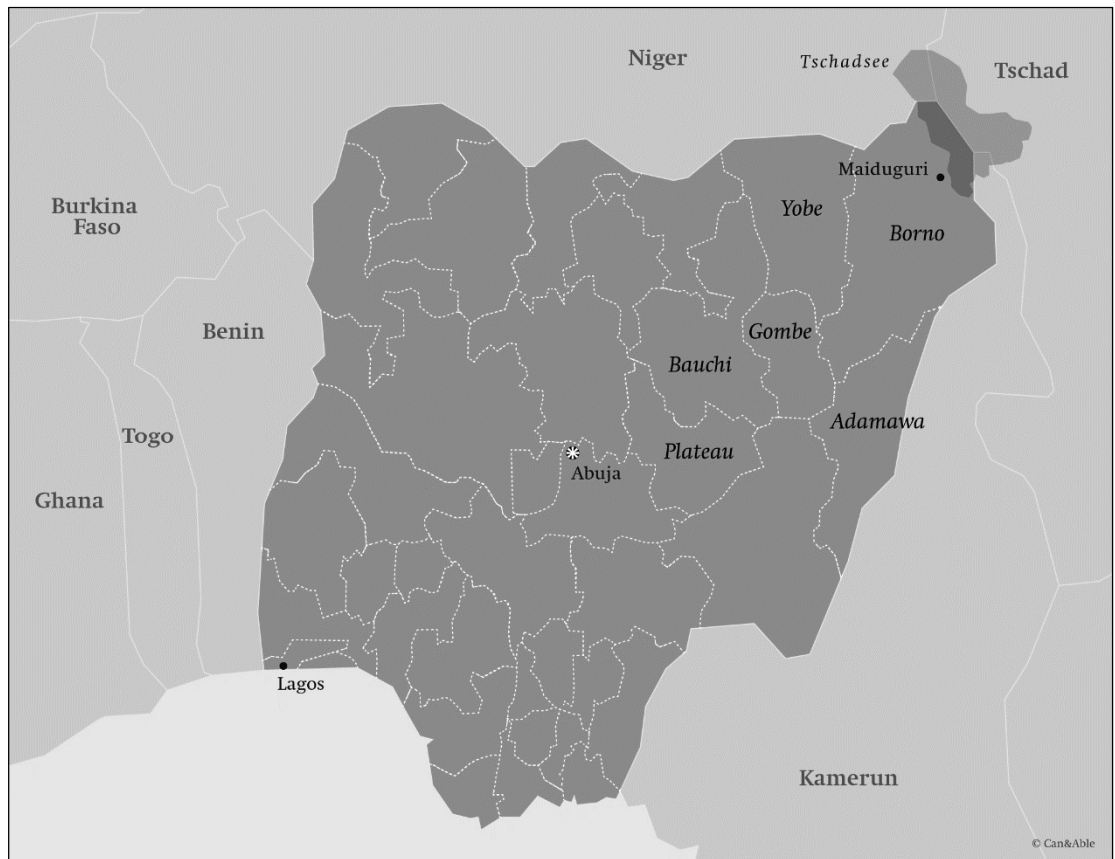 Niger
Tschadsee
Tschad
Maiduguri
Burkina
Faso
Yobe
Borno
Benin
Gombe
Bauchi
Adamawa
Togo
Plateau
Abuja
Ghana
Lagos
Kamerun
© Can&Able